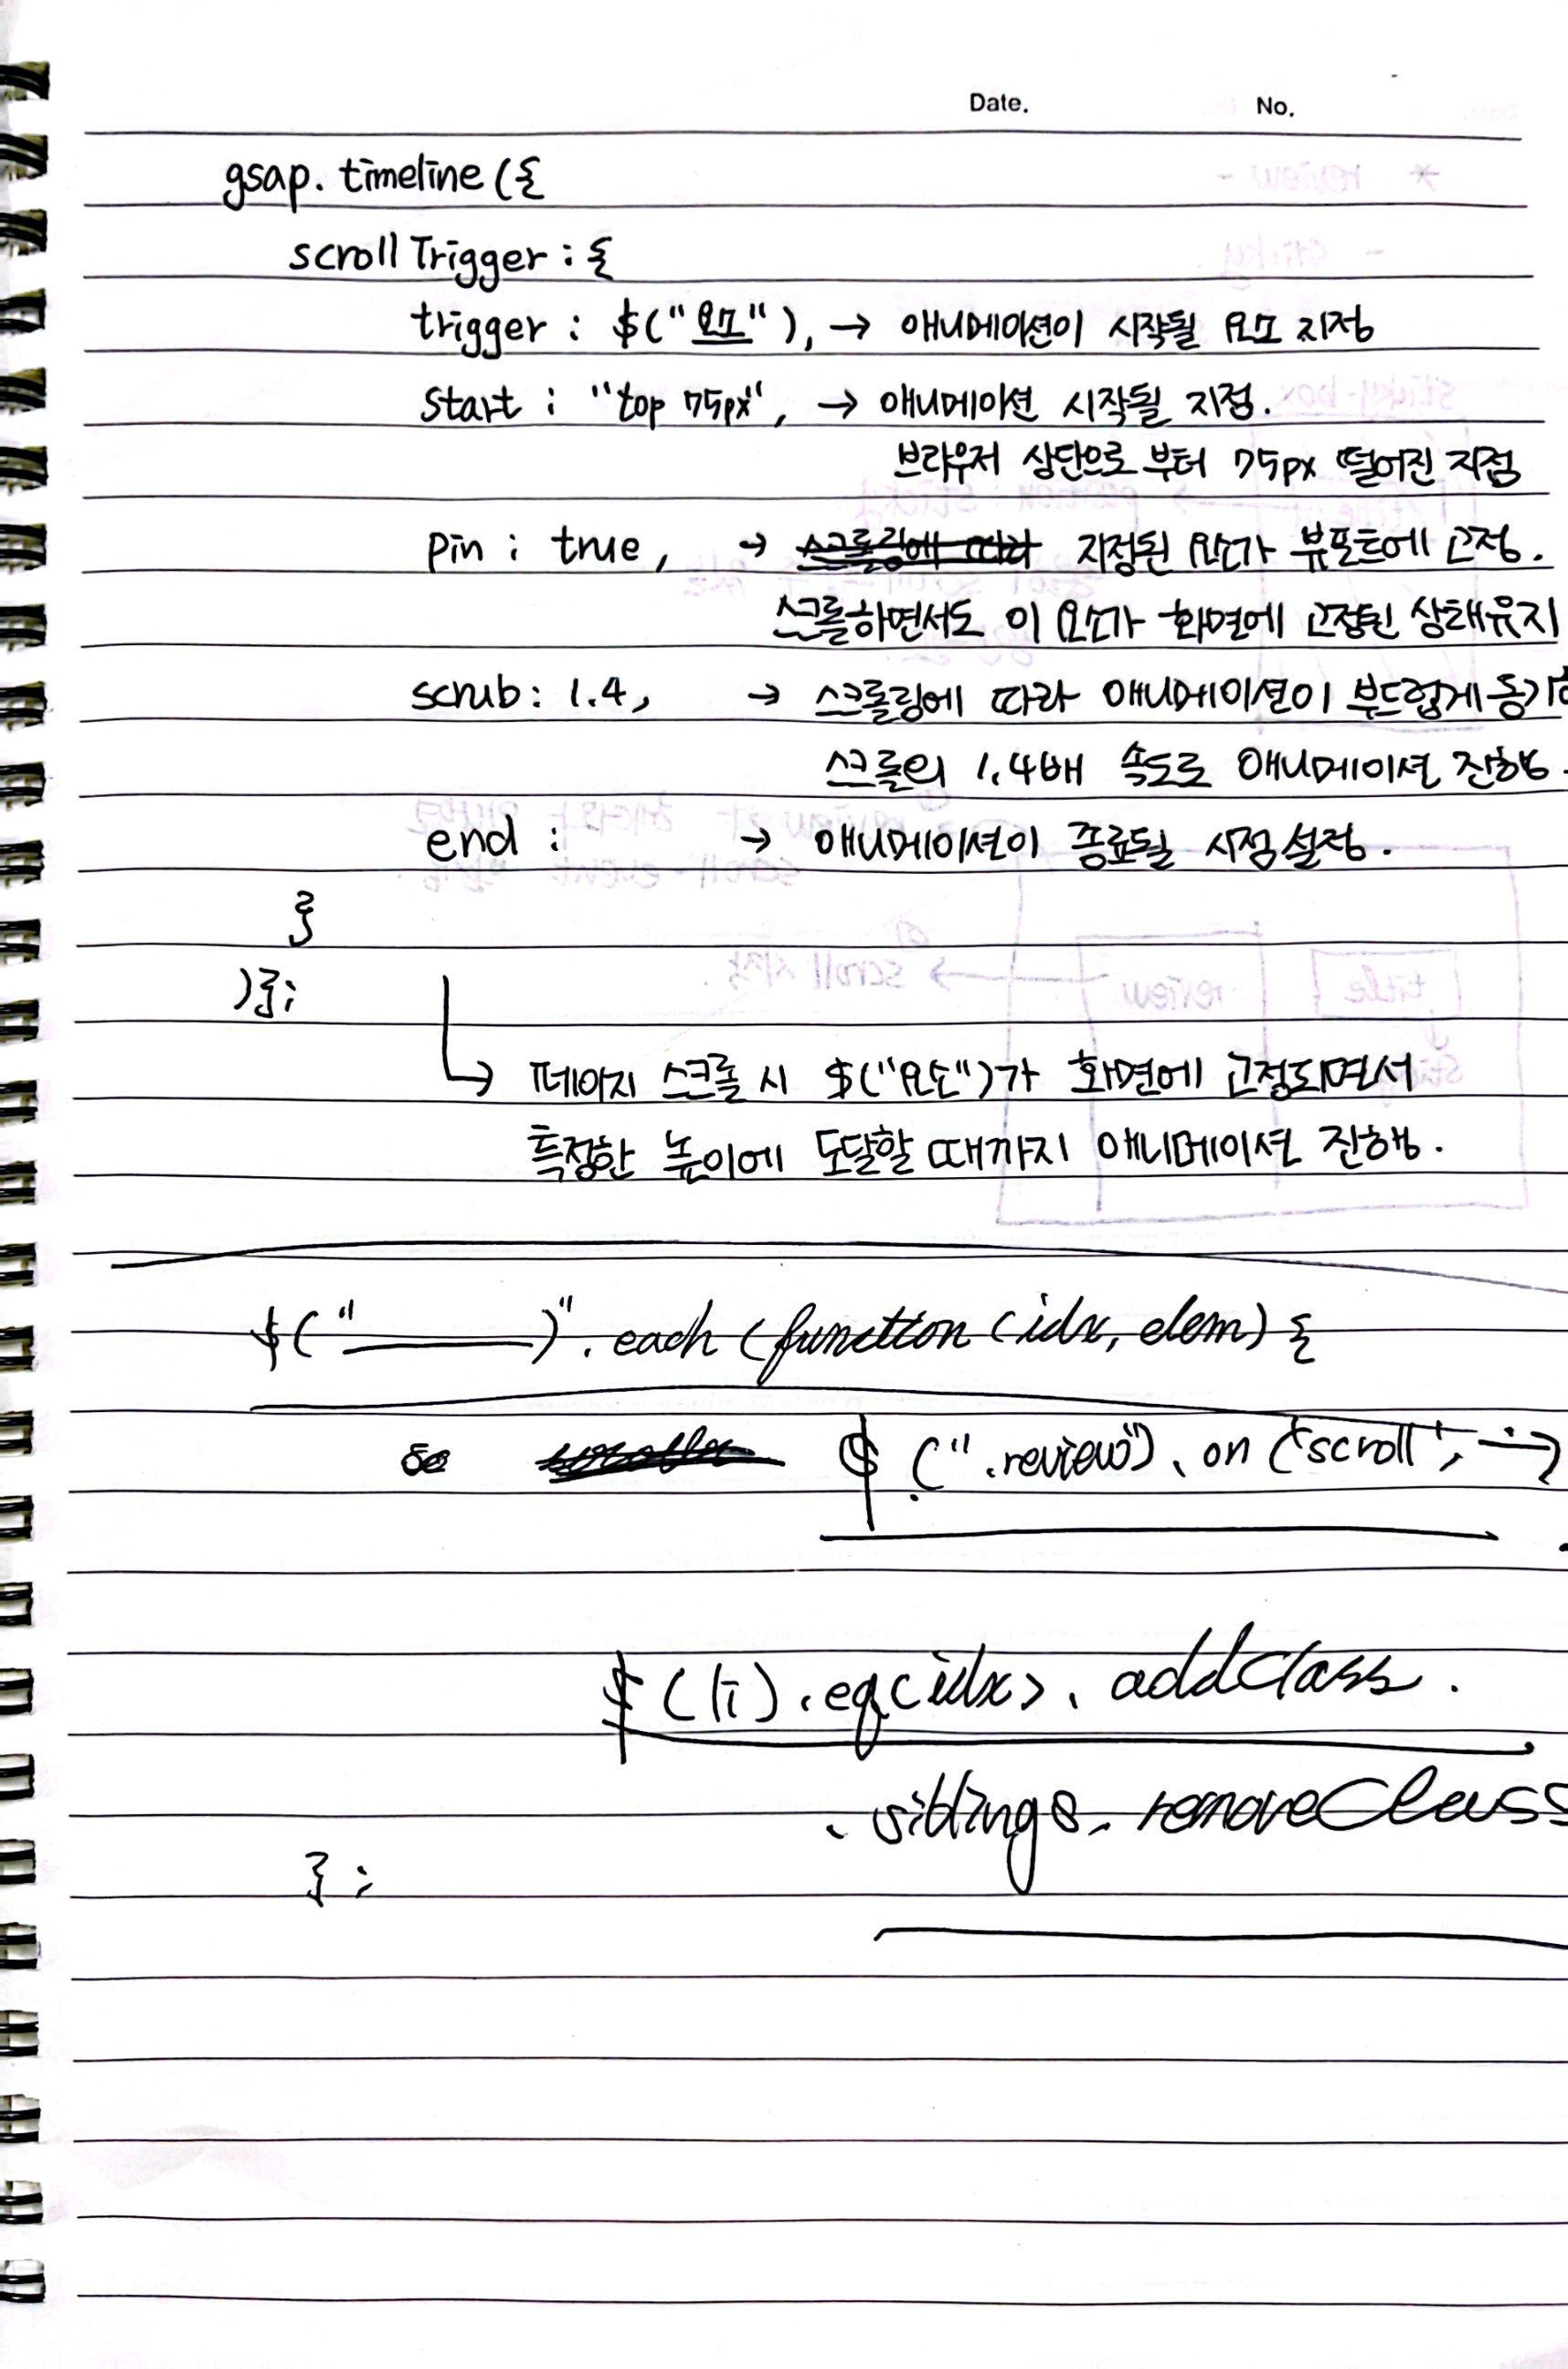 Date. No.
gsap. timeline ({
scrollTrigger : {
trigger : $("요소"), → 애니메이션이 시작될 요소 지정
start : "top 75px", → 애니메이션 시작될 지점.
브라우저 상단으로 부터 75px 떨어진 지점
pin : true, → 스크롤링에 따라 지정된 요소가 뷰포트에 고정.
스크롤하면서도 이 요소가 화면에 고정된 상태유지
scrub : 1.4, → 스크롤링에 따라 애니메이션이 부드럽게 동기
스크롤의 1.4배 속도로 애니메이션 진행.
end : → 애니메이션이 종료될 시점 설정.
}
)};
↳ 페이지 스크롤 시 $("요소")가 화면에 고정되면서
특정한 높이에 도달할 때까지 애니메이션 진행.
$("______)". each (function (idx, elem) {
se $(".review"). on ("scroll", →
$(li).eq(idx). addClass.
. siblings. removeClass
};